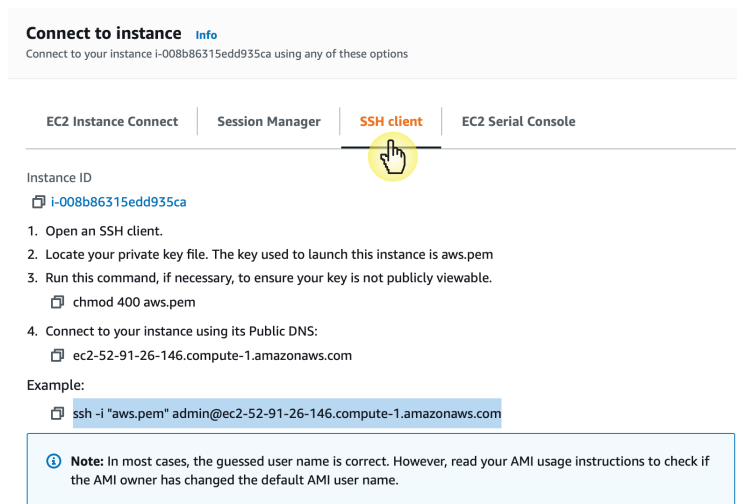 Connect to instance Info
Connect to your instance i-008b86315edd935ca using any of these options
EC2 Instance Connect Session Manager SSH client EC2 Serial Console
Instance ID
i-008b86315edd935ca
1. Open an SSH client.
2. Locate your private key file. The key used to launch this instance is aws.pem
3. Run this command, if necessary, to ensure your key is not publicly viewable.
chmod 400 aws.pem
4. Connect to your instance using its Public DNS:
ec2-52-91-26-146.compute-1.amazonaws.com
Example:
ssh -i "aws.pem" admin@ec2-52-91-26-146.compute-1.amazonaws.com
Note: In most cases, the guessed user name is correct. However, read your AMI usage instructions to check if
the AMI owner has changed the default AMI user name.